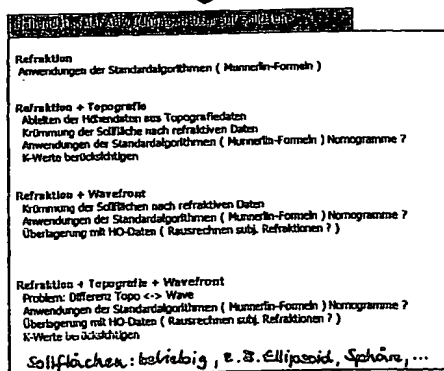 Refraktion
Anwendungen der Standardalgorithmen ( Munnerlin-Formeln )
Refraktion + Topografie
Ableiten der Höhendaten aus Topografiedaten
Krümmung der Sollfläche nach refraktiven Daten
Anwendungen der Standardalgorithmen ( Munnerlin-Formeln ) Nomogramme ?
K-Werte berücksichtigen
Refraktion + Wavefront
Krümmung der Sollflächen nach refraktiven Daten
Anwendungen der Standardalgorithmen ( Munnerlin-Formeln ) Nomogramme ?
Überlagerung mit HO-Daten ( Rausrechnen subj. Refraktionen ? )
Refraktion + Topografie + Wavefront
Problem: Differenz Topo <-> Wave
Anwendungen der Standardalgorithmen ( Munnerlin-Formeln ) Nomogramme ?
Überlagerung mit HO-Daten ( Rausrechnen subj. Refraktionen ? )
K-Werte berücksichtigen
Sollflächen: beliebig, z.B. Ellipsoid, Sphäre, ...